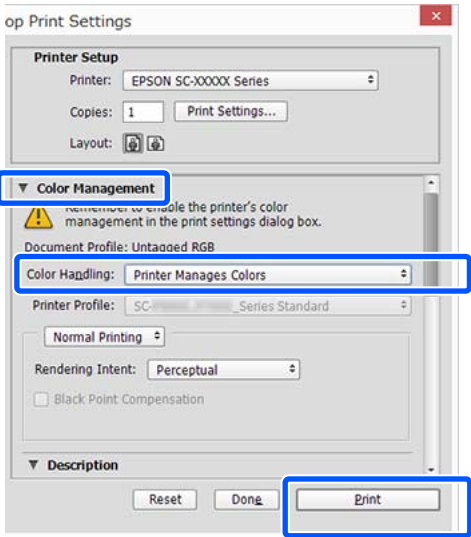 op Print Settings
Printer Setup
Printer: EPSON SC-XXXXX Series
Copies: 1 Print Settings...
Layout:
Color Management
Remember to enable the printer's color
management in the print settings dialog box.
Document Profile: Untagged RGB
Color Handling: Printer Manages Colors
Printer Profile: SC- _Series Standard
Normal Printing
Rendering Intent: Perceptual
Black Point Compensation
Description
Reset Done Print